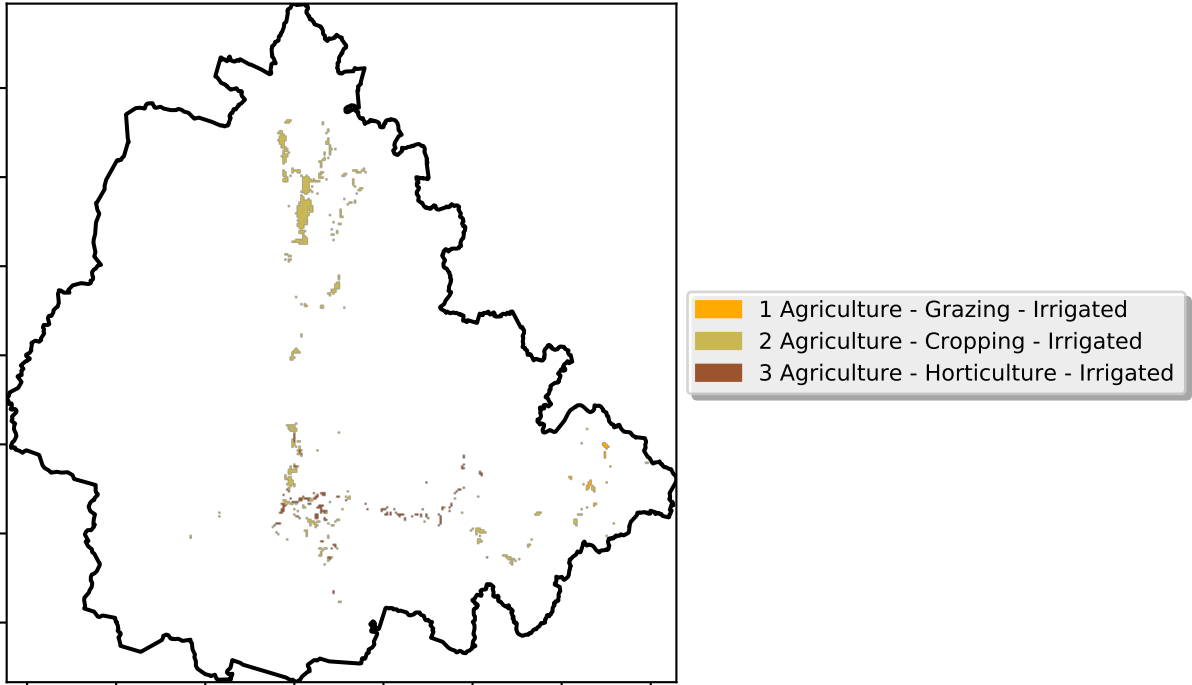 1 Agriculture - Grazing - Irrigated
2 Agriculture - Cropping - Irrigated
3 Agriculture - Horticulture - Irrigated